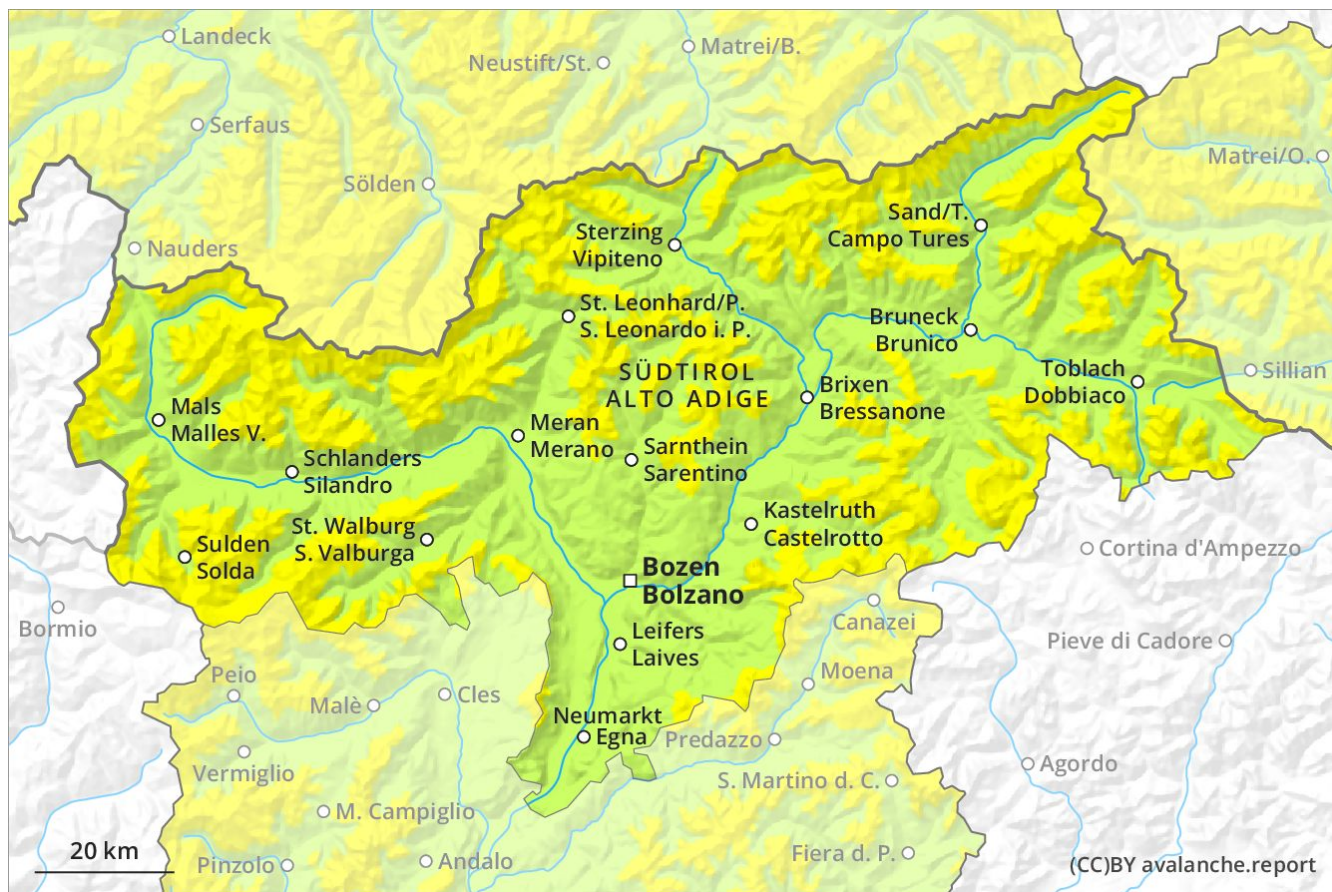 Landeck
Matrei/B.
Neustift/St.
Serfaus
Matrei/O.
Sölden
Sand/T.
Campo Tures
Nauders
Sterzing
Vipiteno
St. Leonhard/P.
S. Leonardo i. P.
Bruneck
Brunico
SÜDTIROL
ALTO ADIGE
Toblach
Dobbiaco
Sillian
Brixen
Bressanone
Mals
Malles V.
Meran
Merano
Sarnthein
Sarentino
Schlanders
Silandro
Kastelruth
Castelrotto
St. Walburg
S. Valburga
Sulden
Solda
Cortina d'Ampezzo
Bozen
Bolzano
Bormio
Canazei
Leifers
Laives
Pieve di Cadore
Peio
Moena
Malè
Cles
Neumarkt
Egna
Predazzo
Vermiglio
Agordo
S. Martino d. C.
M. Campiglio
20 km
Pinzolo
Andalo
Fiera d. P.
(CC)BY avalanche.report